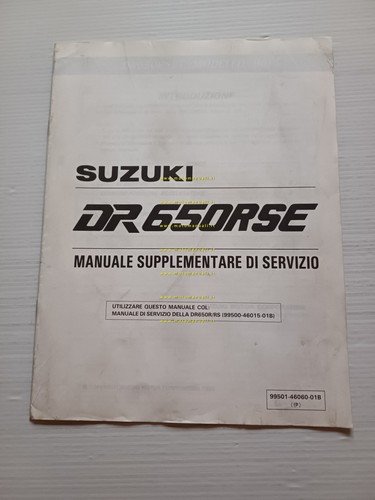 SUZUKI
DR650RSE
MANUALE SUPPLEMENTARE DI SERVIZIO
UTILIZZARE QUESTO MANUALE COL:
MANUALE DI SERVIZIO DELLA DR650R/RS (99500-46015-01B)
99501-46060-01B